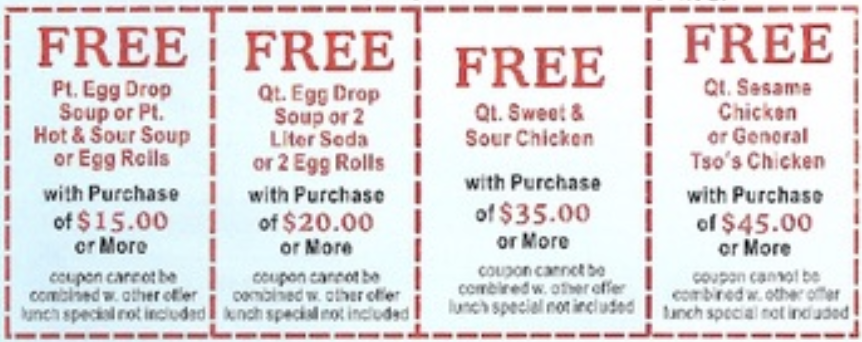 FREE
Pt. Egg Drop
Soup or Pt.
Hot & Sour Soup
or Egg Rolls
with Purchase
of $15.00
or More
coupon cannot be
combined w. other offer
lunch special not included
FREE
Qt. Egg Drop
Soup or 2
Liter Soda
or 2 Egg Rolls
with Purchase
of $20.00
or More
coupon cannot be
combined w. other offer
lunch special not included
FREE
Qt. Sweet &
Sour Chicken
with Purchase
of $35.00
or More
coupon cannot be
combined w. other offer
lunch special not included
FREE
Qt. Sesame
Chicken
or General
Tso's Chicken
with Purchase
of $45.00
or More
coupon cannot be
combined w. other offer
lunch special not included